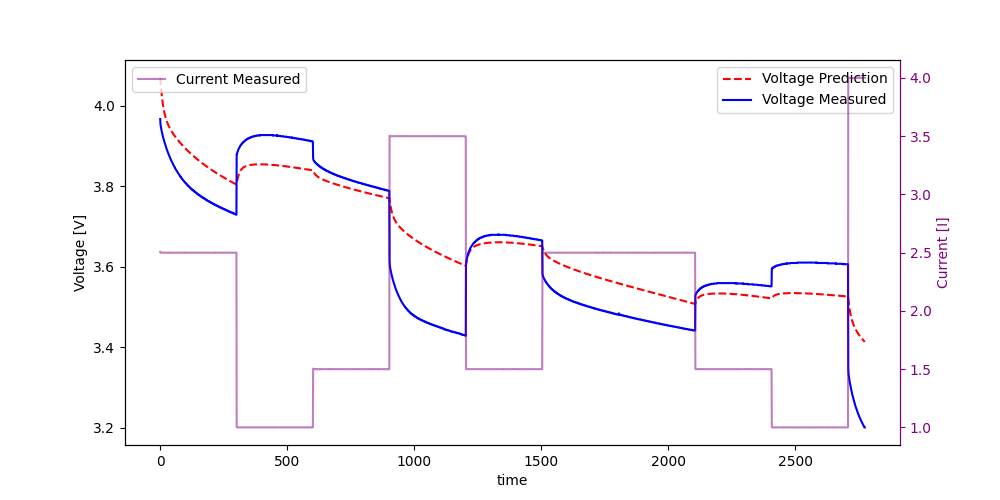 Current Measured
Voltage Prediction
Voltage Measured
4.0
3.8
3.6
3.4
3.2
Voltage [V]
4.0
3.5
3.0
2.5
2.0
1.5
1.0
Current [I]
0 500 1000 1500 2000 2500
time